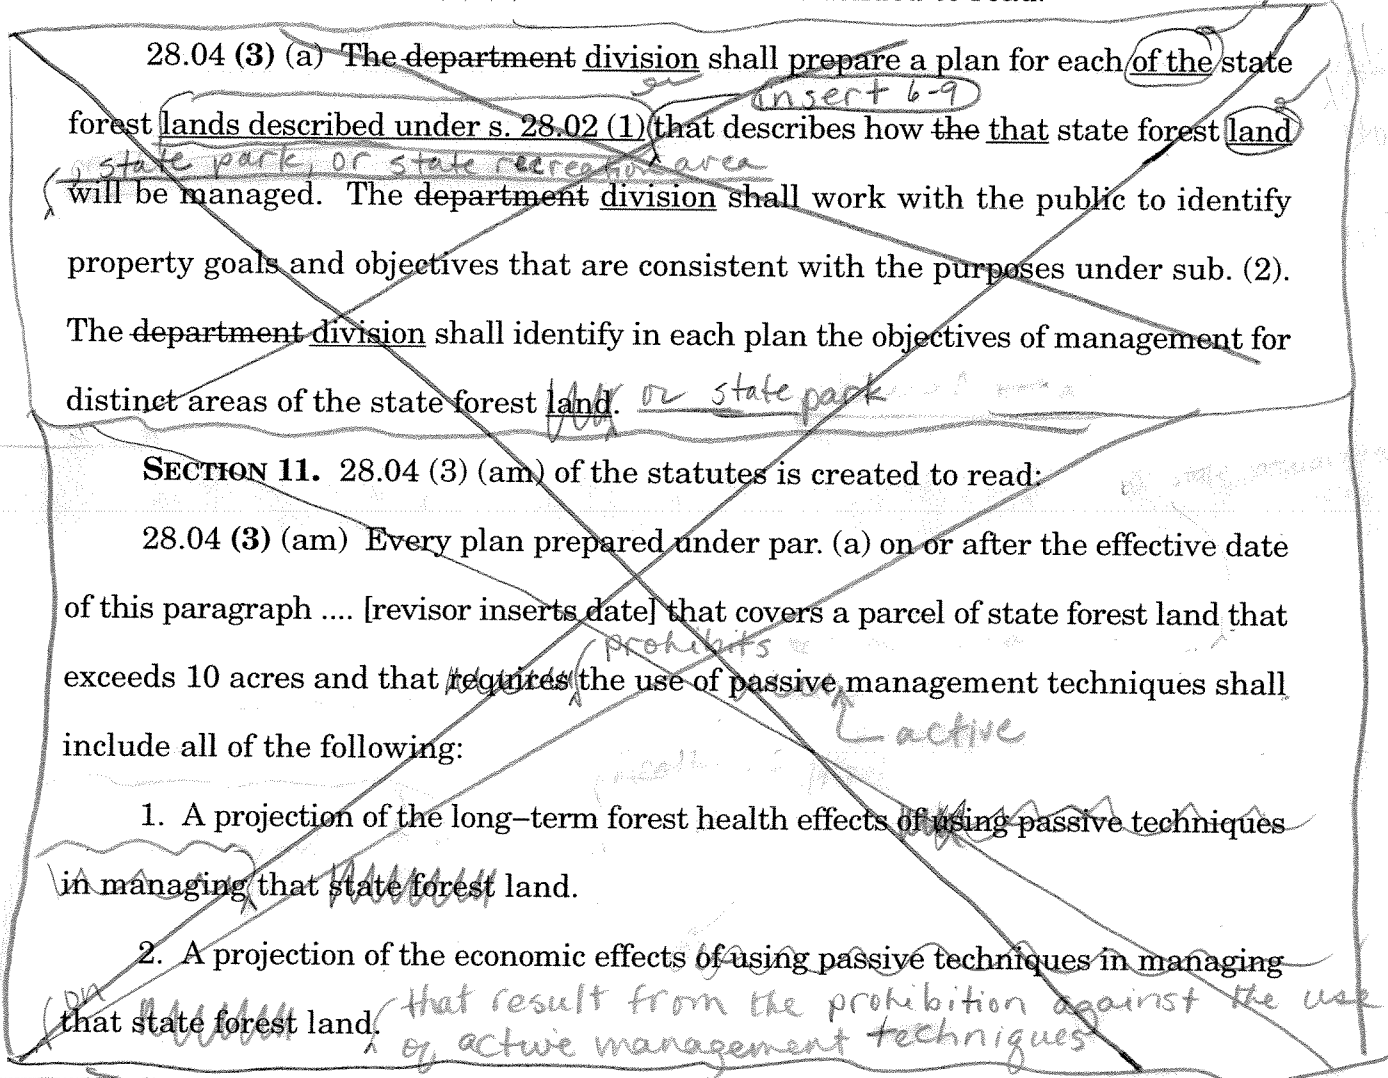 28.04 (3) (a) The department division shall prepare a plan for each of the state
insert 6-9
forest lands described under s. 28.02 (1) that describes how the that state forest land
, state park, or state recreation area
will be managed. The department division shall work with the public to identify
property goals and objectives that are consistent with the purposes under sub. (2).
The department division shall identify in each plan the objectives of management for
distinct areas of the state forest land. or state park
SECTION 11. 28.04 (3) (am) of the statutes is created to read:
28.04 (3) (am) Every plan prepared under par. (a) on or after the effective date
of this paragraph .... [revisor inserts date] that covers a parcel of state forest land that
prohibits
exceeds 10 acres and that requires the use of passive management techniques shall
active
include all of the following:
1. A projection of the long-term forest health effects of using passive techniques
in managing that state forest land.
2. A projection of the economic effects of using passive techniques in managing
on
that state forest land. that result from the prohibition against the use
of active management techniques